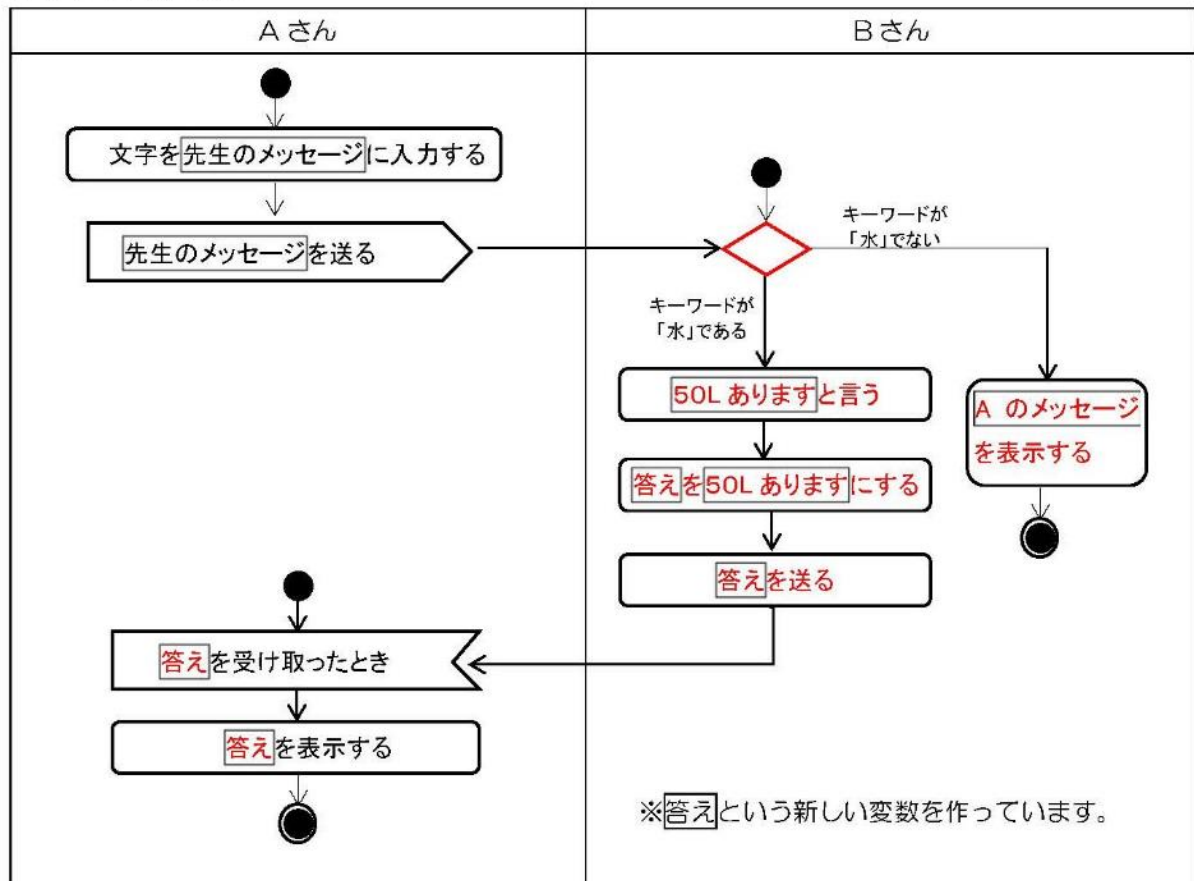 Aさん
Bさん
文字を先生のメッセージに入力する
先生のメッセージを送る
キーワードが
「水」でない
キーワードが
「水」である
50L ありますと言う
A のメッセージ
を表示する
答えを50L ありますにする
答えを送る
答えを受け取ったとき
答えを表示する
※答えという新しい変数を作っています。